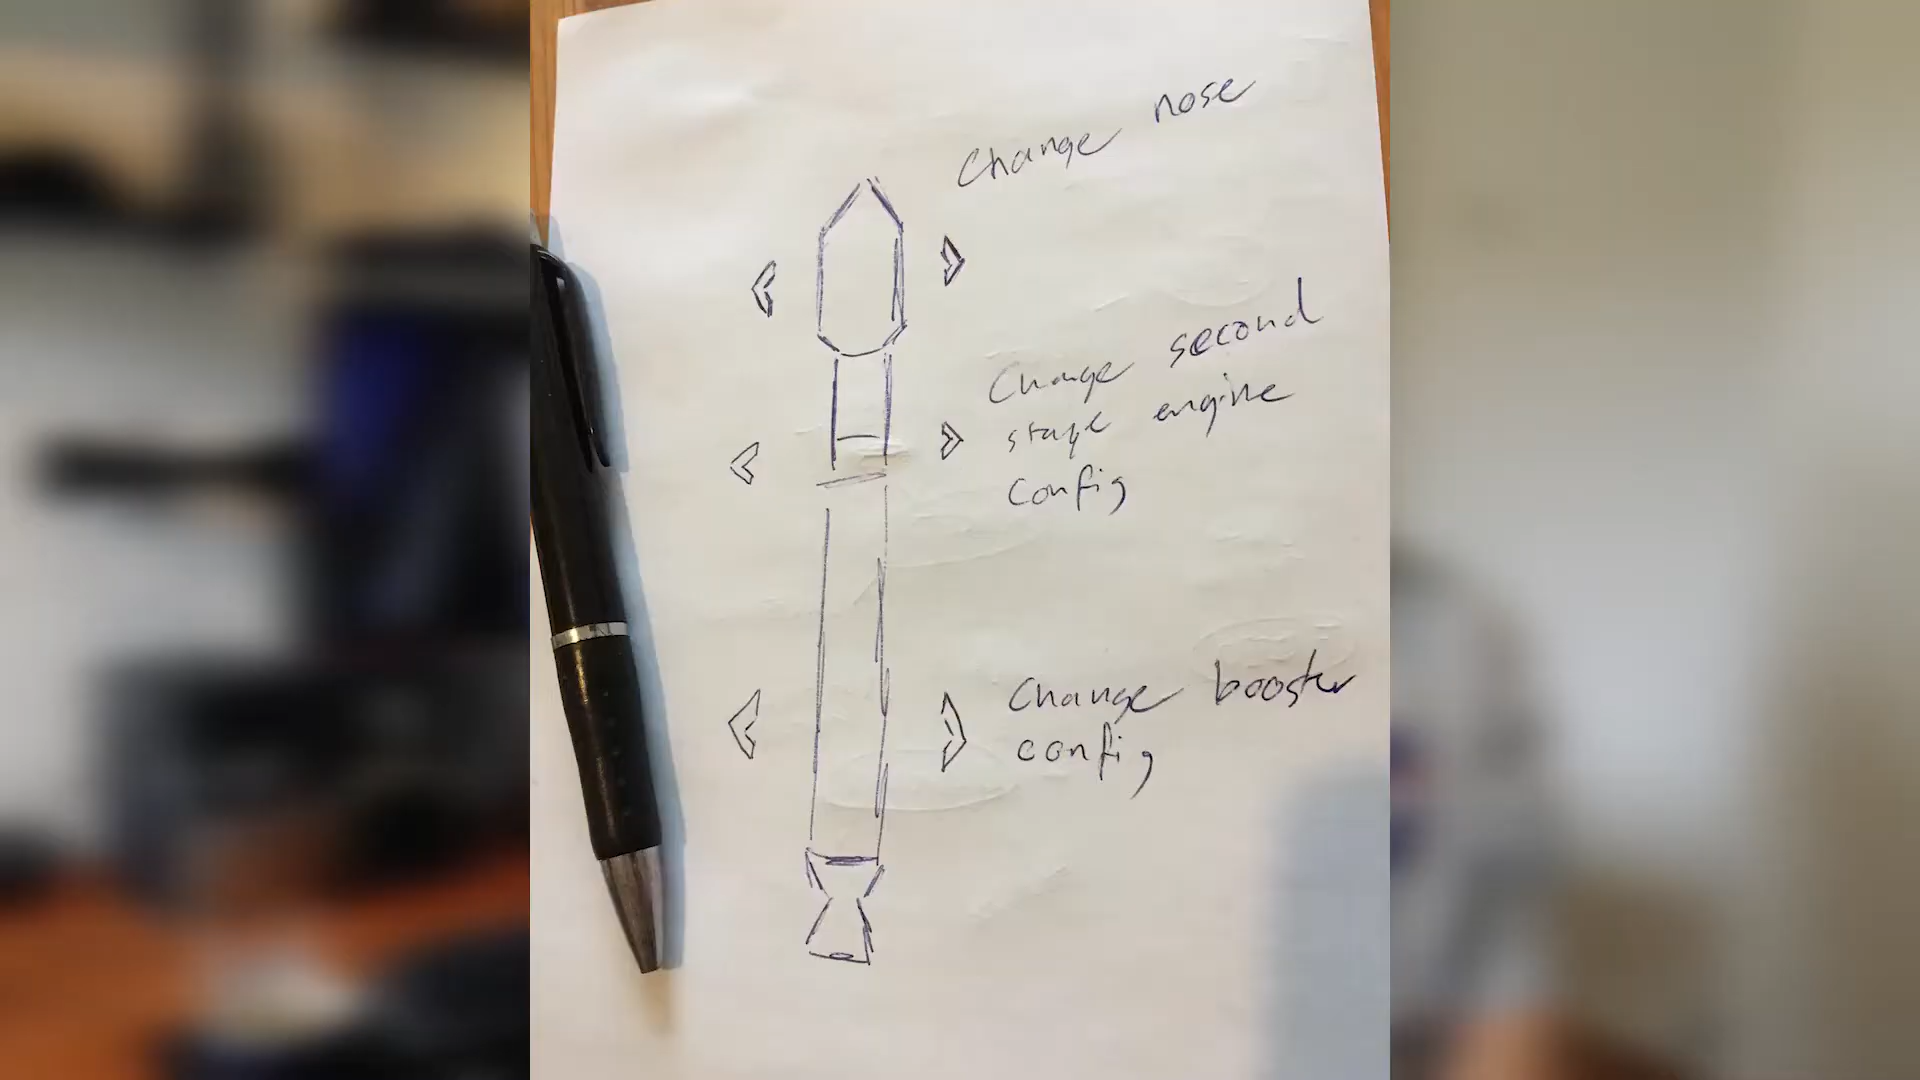 Change nose
Change second
stage engine
config
Change booster
config